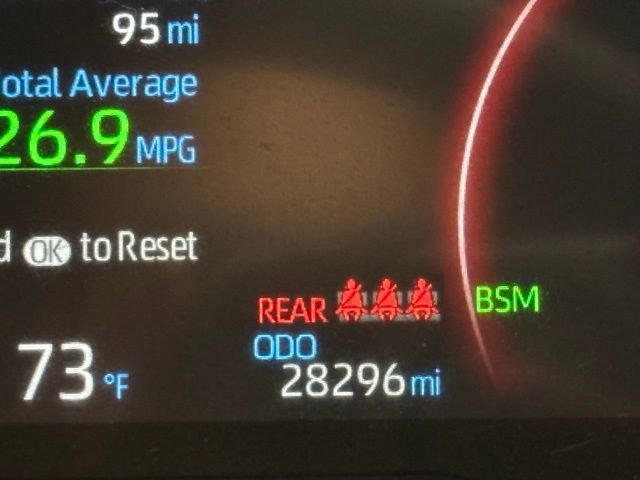 95 mi
otal Average
26.9 MPG
d OK to Reset
REAR
BSM
ODO
73 °F
28296 mi